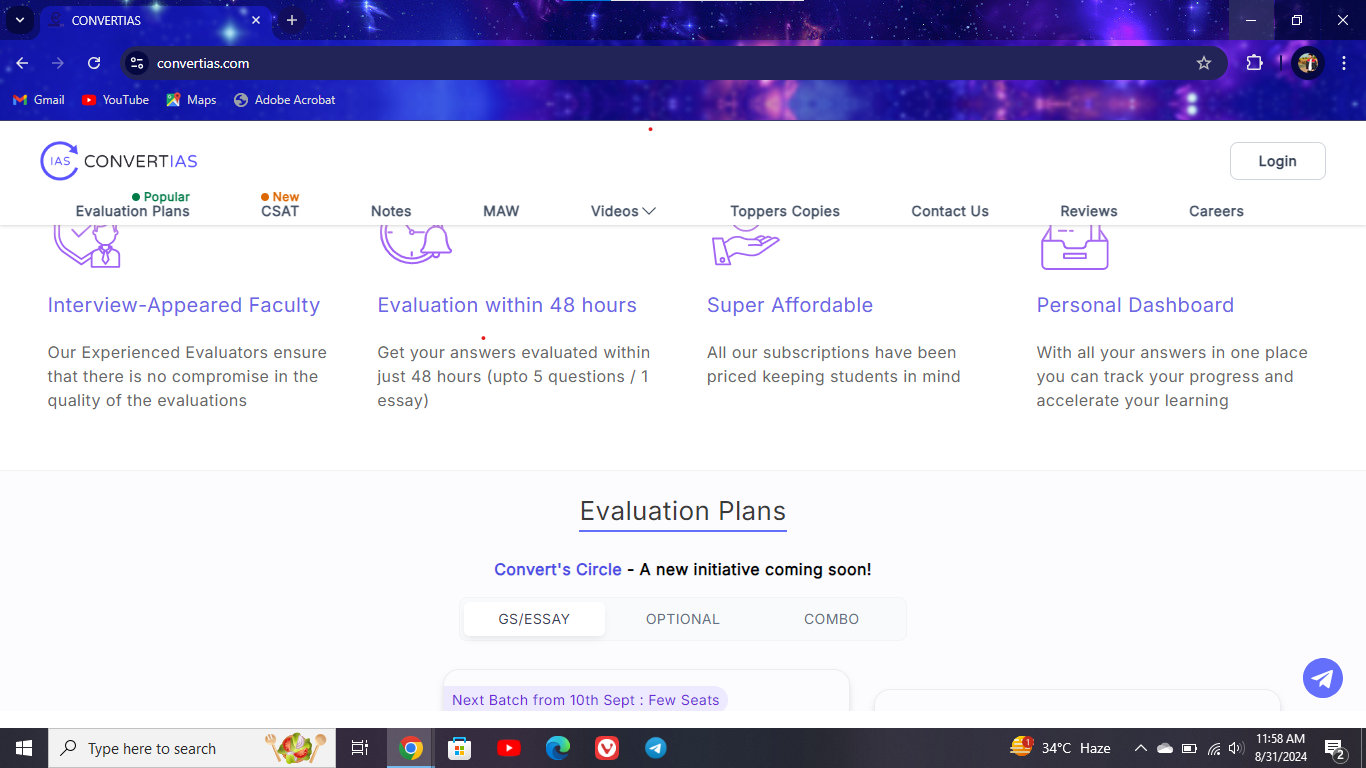 CONVERTIAS
convertias.com
Gmail
YouTube
Maps
Adobe Acrobat
IAS CONVERTIAS
Login
Popular
New
Evaluation Plans
CSAT
Notes
MAW
Videos
Toppers Copies
Contact Us
Reviews
Careers
Interview-Appeared Faculty
Our Experienced Evaluators ensure
that there is no compromise in the
quality of the evaluations
Evaluation within 48 hours
Get your answers evaluated within
just 48 hours (upto 5 questions / 1
essay)
Super Affordable
All our subscriptions have been
priced keeping students in mind
Personal Dashboard
With all your answers in one place
you can track your progress and
accelerate your learning
Evaluation Plans
Convert's Circle - A new initiative coming soon!
GS/ESSAY
OPTIONAL
COMBO
Next Batch from 10th Sept : Few Seats
Type here to search
1
34°C Haze
11:58 AM
8/31/2024
2